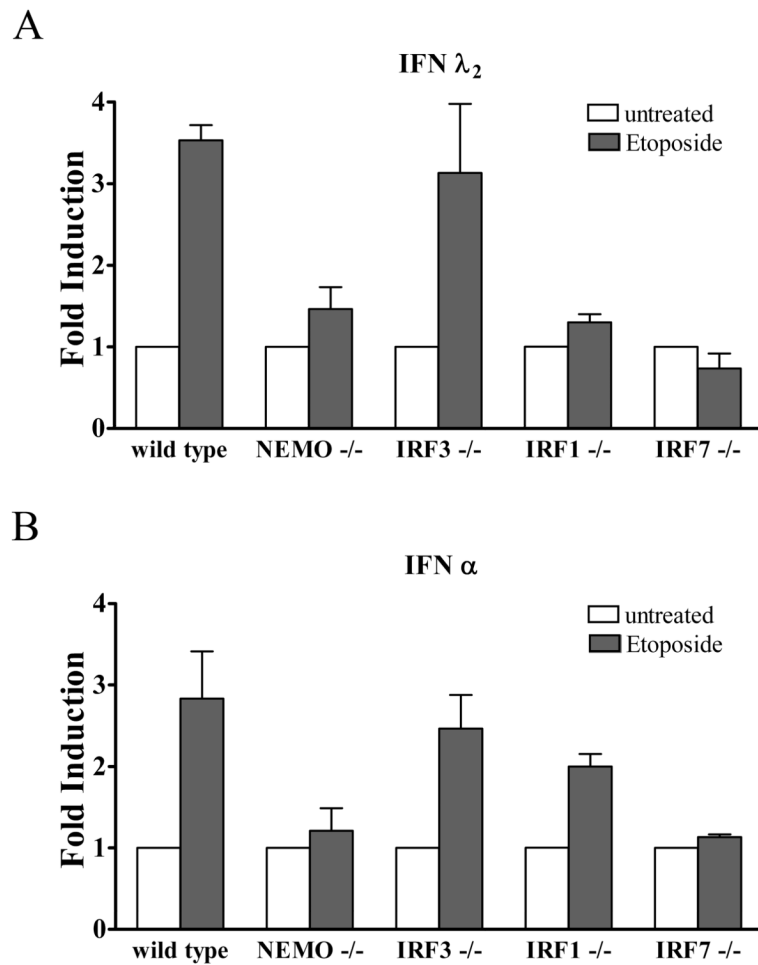 A
IFN λ2
untreated
Etoposide
Fold Induction
4
3
2
1
0
wild type NEMO -/- IRF3 -/- IRF1 -/- IRF7 -/-
B
IFN α
untreated
Etoposide
Fold Induction
4
3
2
1
0
wild type NEMO -/- IRF3 -/- IRF1 -/- IRF7 -/-